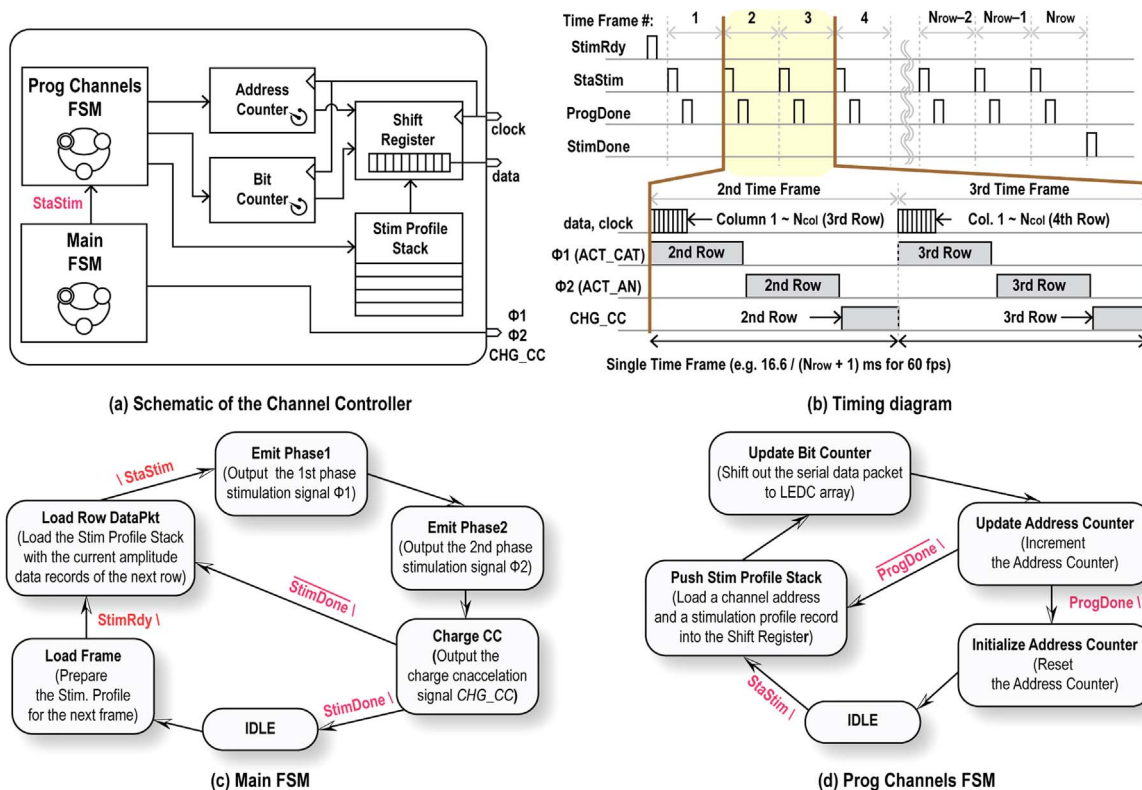 Prog Channels
FSM
StaStim
Main
FSM
Address
Counter
Bit
Counter
Shift
Register
Stim Profile
Stack
clock
data
Φ1
Φ2
CHG_CC
(a) Schematic of the Channel Controller
Time Frame #: 1 2 3 4 Nrow–2 Nrow–1 Nrow
StimRdy
StaStim
ProgDone
StimDone
2nd Time Frame 3rd Time Frame
data, clock Column 1 ~ Ncol (3rd Row) Col. 1 ~ Ncol (4th Row)
Φ1 (ACT_CAT) 2nd Row 3rd Row
Φ2 (ACT_AN) 2nd Row 3rd Row
CHG_CC 2nd Row 3rd Row
Single Time Frame (e.g. 16.6 / (Nrow + 1) ms for 60 fps)
(b) Timing diagram
Emit Phase1
(Output the 1st phase
stimulation signal Φ1)
\ StaStim
Load Row DataPkt
(Load the Stim Profile Stack
with the current amplitude
data records of the next row)
Emit Phase2
(Output the 2nd phase
stimulation signal Φ2)
StimDone \
StimRdy \
Charge CC
(Output the
charge cnaccelation
signal CHG_CC)
Load Frame
(Prepare
the Stim. Profile
for the next frame)
StimDone \
IDLE
(c) Main FSM
Update Bit Counter
(Shift out the serial data packet
to LEDC array)
Update Address Counter
(Increment
the Address Counter)
ProgDone \
Push Stim Profile Stack
(Load a channel address
and a stimulation profile record
into the Shift Register)
ProgDone \
Initialize Address Counter
(Reset
the Address Counter)
StaStim \
IDLE
(d) Prog Channels FSM